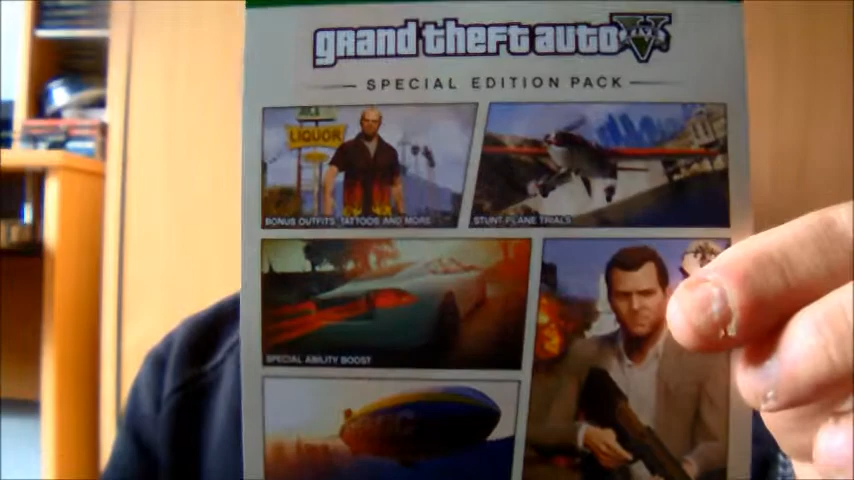 grand theft auto V
SPECIAL EDITION PACK
LIQUOR
BONUS OUTFITS, TATTOOS AND MORE
STUNT PLANE TRIALS
SPECIAL ABILITY BOOST